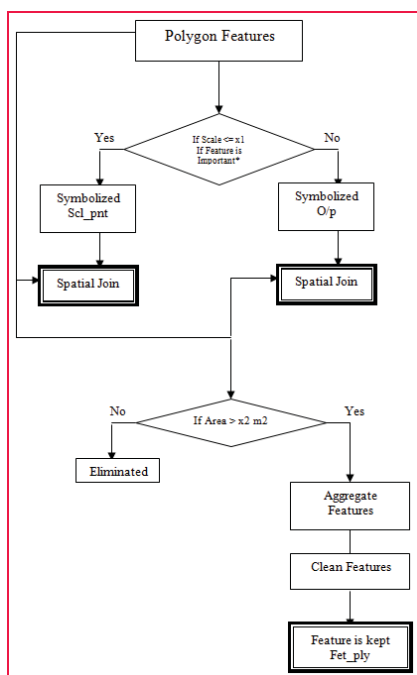 Polygon Features
Yes
If Scale <= x1
No
If Feature is
Important*
Symbolized
Scl_pnt
Symbolized
O/p
Spatial Join
Spatial Join
No
Yes
If Area > x2 m2
Eliminated
Aggregate
Features
Clean Features
Feature is kept
Fet_ply